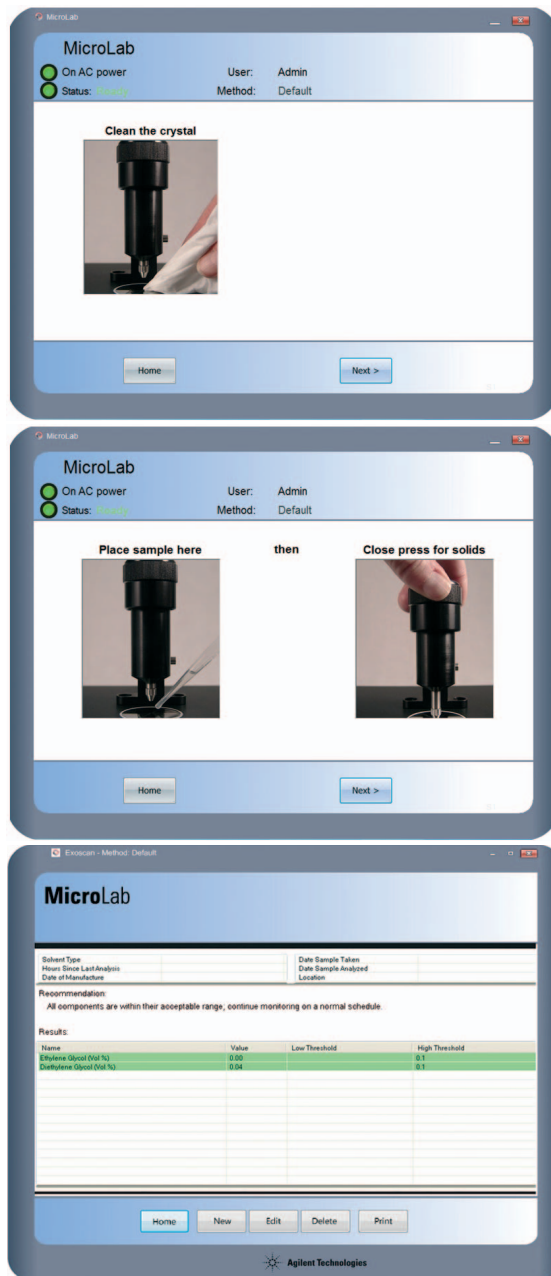 MicroLab
MicroLab
On AC power User: Admin
Status: Method: Default
Clean the crystal
Home Next >
MicroLab
MicroLab
On AC power User: Admin
Status: Method: Default
Place sample here then Close press for solids
Home Next >
Exoscan - Method: Default
MicroLab
Solvent Type Date Sample Taken
Hours Since Last Analysis Date Sample Analyzed
Date of Manufacture Location
Recommendation:
All components are within their acceptable range; continue monitoring on a normal schedule.
Results:
Name Value Low Threshold High Threshold
Ethylene Glycol (Vol %) 0.00 0.1
Diethylene Glycol (Vol %) 0.04 0.1
Home New Edit Delete Print
Agilent Technologies